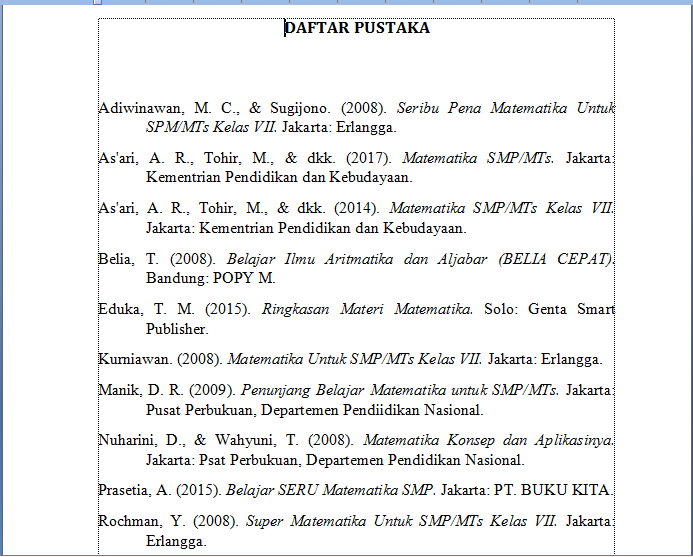 DAFTAR PUSTAKA
Adiwinawan, M. C., & Sugijono. (2008). Seribu Pena Matematika Untuk
SPM/MTs Kelas VII. Jakarta: Erlangga.
As'ari, A. R., Tohir, M., & dkk. (2017). Matematika SMP/MTs. Jakarta:
Kementrian Pendidikan dan Kebudayaan.
As'ari, A. R., Tohir, M., & dkk. (2014). Matematika SMP/MTs Kelas VII.
Jakarta: Kementrian Pendidikan dan Kebudayaan.
Belia, T. (2008). Belajar Ilmu Aritmatika dan Aljabar (BELIA CEPAT).
Bandung: POPY M.
Eduka, T. M. (2015). Ringkasan Materi Matematika. Solo: Genta Smart
Publisher.
Kurniawan. (2008). Matematika Untuk SMP/MTs Kelas VII. Jakarta: Erlangga.
Manik, D. R. (2009). Penunjang Belajar Matematika untuk SMP/MTs. Jakarta:
Pusat Perbukuan, Departemen Pendiidikan Nasional.
Nuharini, D., & Wahyuni, T. (2008). Matematika Konsep dan Aplikasinya.
Jakarta: Psat Perbukuan, Departemen Pendidikan Nasional.
Prasetia, A. (2015). Belajar SERU Matematika SMP. Jakarta: PT. BUKU KITA.
Rochman, Y. (2008). Super Matematika Untuk SMP/MTs Kelas VII. Jakarta:
Erlangga.